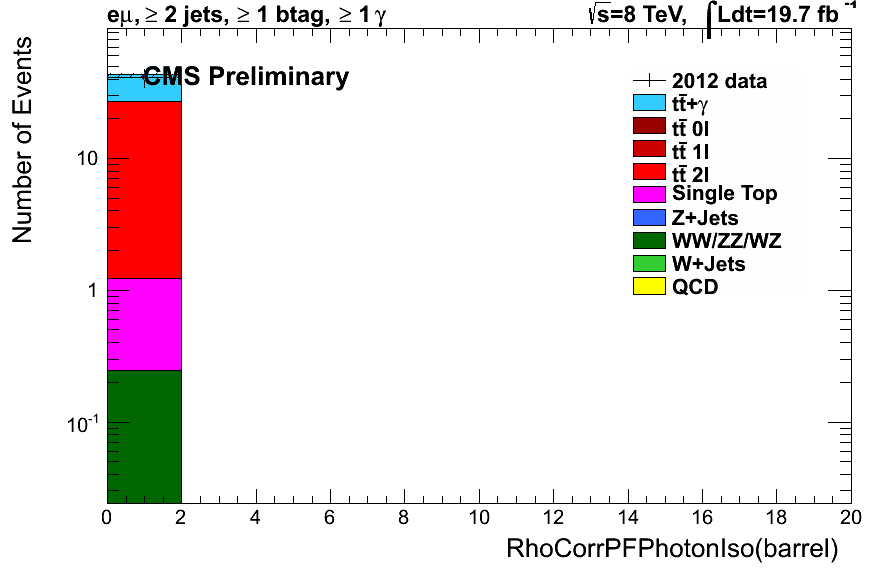 eμ, ≥ 2 jets, ≥ 1 btag, ≥ 1 γ
√s=8 TeV, ∫Ldt=19.7 fb⁻¹
CMS Preliminary
Number of Events
10
1
10⁻¹
2012 data
tt̄+γ
tt̄ 0l
tt̄ 1l
tt̄ 2l
Single Top
Z+Jets
WW/ZZ/WZ
W+Jets
QCD
0 2 4 6 8 10 12 14 16 18 20
RhoCorrPFPhotonIso(barrel)